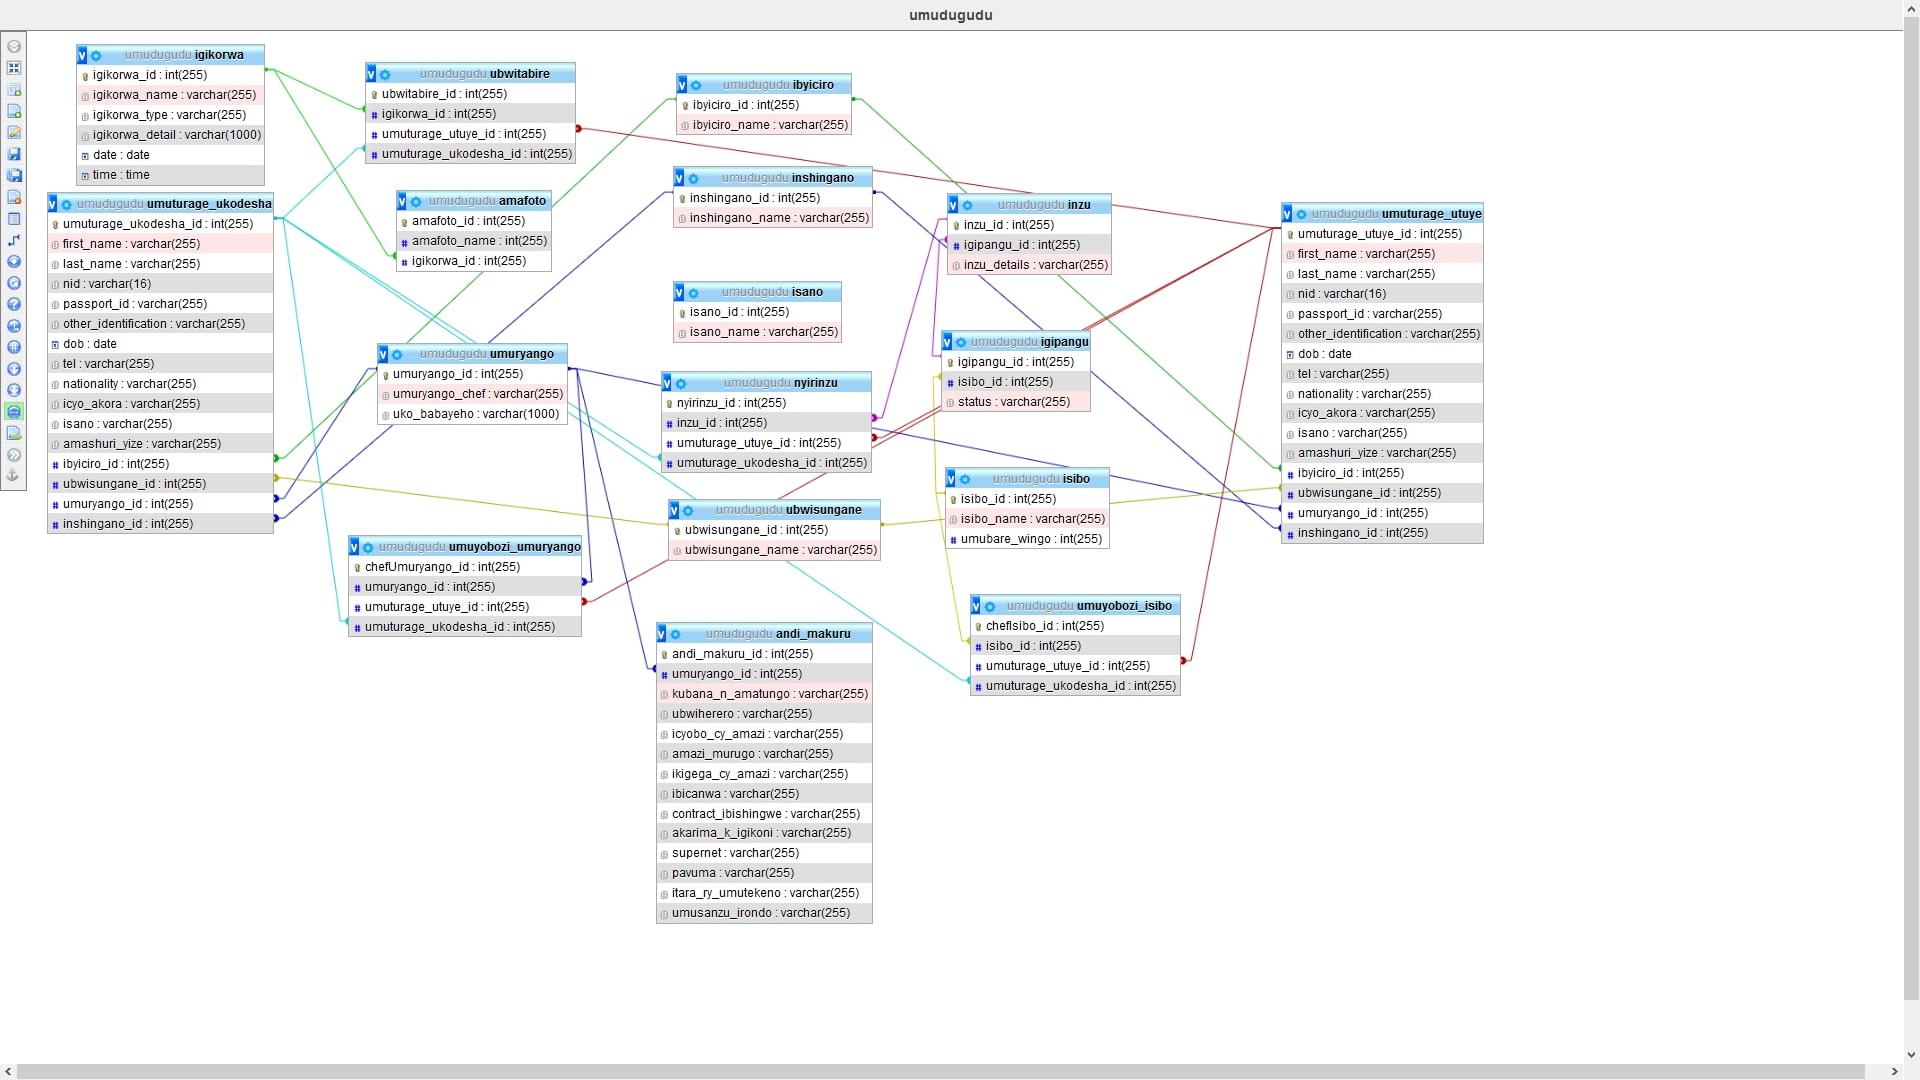 umudugudu
umudugudu igikorwa
igikorwa_id : int(255)
igikorwa_name : varchar(255)
igikorwa_type : varchar(255)
igikorwa_detail : varchar(1000)
date : date
time : time
umudugudu umuturage_ukodesha
umuturage_ukodesha_id : int(255)
first_name : varchar(255)
last_name : varchar(255)
nid : varchar(16)
passport_id : varchar(255)
other_identification : varchar(255)
dob : date
tel : varchar(255)
nationality : varchar(255)
icyo_akora : varchar(255)
isano : varchar(255)
amashuri_yize : varchar(255)
ibyiciro_id : int(255)
ubwisungane_id : int(255)
umuryango_id : int(255)
inshingano_id : int(255)
umudugudu ubwitabire
ubwitabire_id : int(255)
igikorwa_id : int(255)
umuturage_utuye_id : int(255)
umuturage_ukodesha_id : int(255)
umudugudu amafoto
amafoto_id : int(255)
amafoto_name : int(255)
igikorwa_id : int(255)
umudugudu umuryango
umuryango_id : int(255)
umuryango_chef : varchar(255)
uko_babayeho : varchar(1000)
umudugudu umuyobozi_umuryango
chefUmuryango_id : int(255)
umuryango_id : int(255)
umuturage_utuye_id : int(255)
umuturage_ukodesha_id : int(255)
umudugudu ibyiciro
ibyiciro_id : int(255)
ibyiciro_name : varchar(255)
umudugudu inshingano
inshingano_id : int(255)
inshingano_name : varchar(255)
umudugudu isano
isano_id : int(255)
isano_name : varchar(255)
umudugudu nyirinzu
nyirinzu_id : int(255)
inzu_id : int(255)
umuturage_utuye_id : int(255)
umuturage_ukodesha_id : int(255)
umudugudu ubwisungane
ubwisungane_id : int(255)
ubwisungane_name : varchar(255)
umudugudu andi_makuru
andi_makuru_id : int(255)
umuryango_id : int(255)
kubana_n_amatungo : varchar(255)
ubwiherero : varchar(255)
icyobo_cy_amazi : varchar(255)
amazi_murugo : varchar(255)
ikigega_cy_amazi : varchar(255)
ibicanwa : varchar(255)
contract_ibishingwe : varchar(255)
akarima_k_igikoni : varchar(255)
supernet : varchar(255)
pavuma : varchar(255)
itara_ry_umutekeno : varchar(255)
umusanzu_irondo : varchar(255)
umudugudu inzu
inzu_id : int(255)
igipangu_id : int(255)
inzu_details : varchar(255)
umudugudu igipangu
igipangu_id : int(255)
isibo_id : int(255)
status : varchar(255)
umudugudu isibo
isibo_id : int(255)
isibo_name : varchar(255)
umubare_wingo : int(255)
umudugudu umuyobozi_isibo
chefIsibo_id : int(255)
isibo_id : int(255)
umuturage_utuye_id : int(255)
umuturage_ukodesha_id : int(255)
umudugudu umuturage_utuye
umuturage_utuye_id : int(255)
first_name : varchar(255)
last_name : varchar(255)
nid : varchar(16)
passport_id : varchar(255)
other_identification : varchar(255)
dob : date
tel : varchar(255)
nationality : varchar(255)
icyo_akora : varchar(255)
isano : varchar(255)
amashuri_yize : varchar(255)
ibyiciro_id : int(255)
ubwisungane_id : int(255)
umuryango_id : int(255)
inshingano_id : int(255)